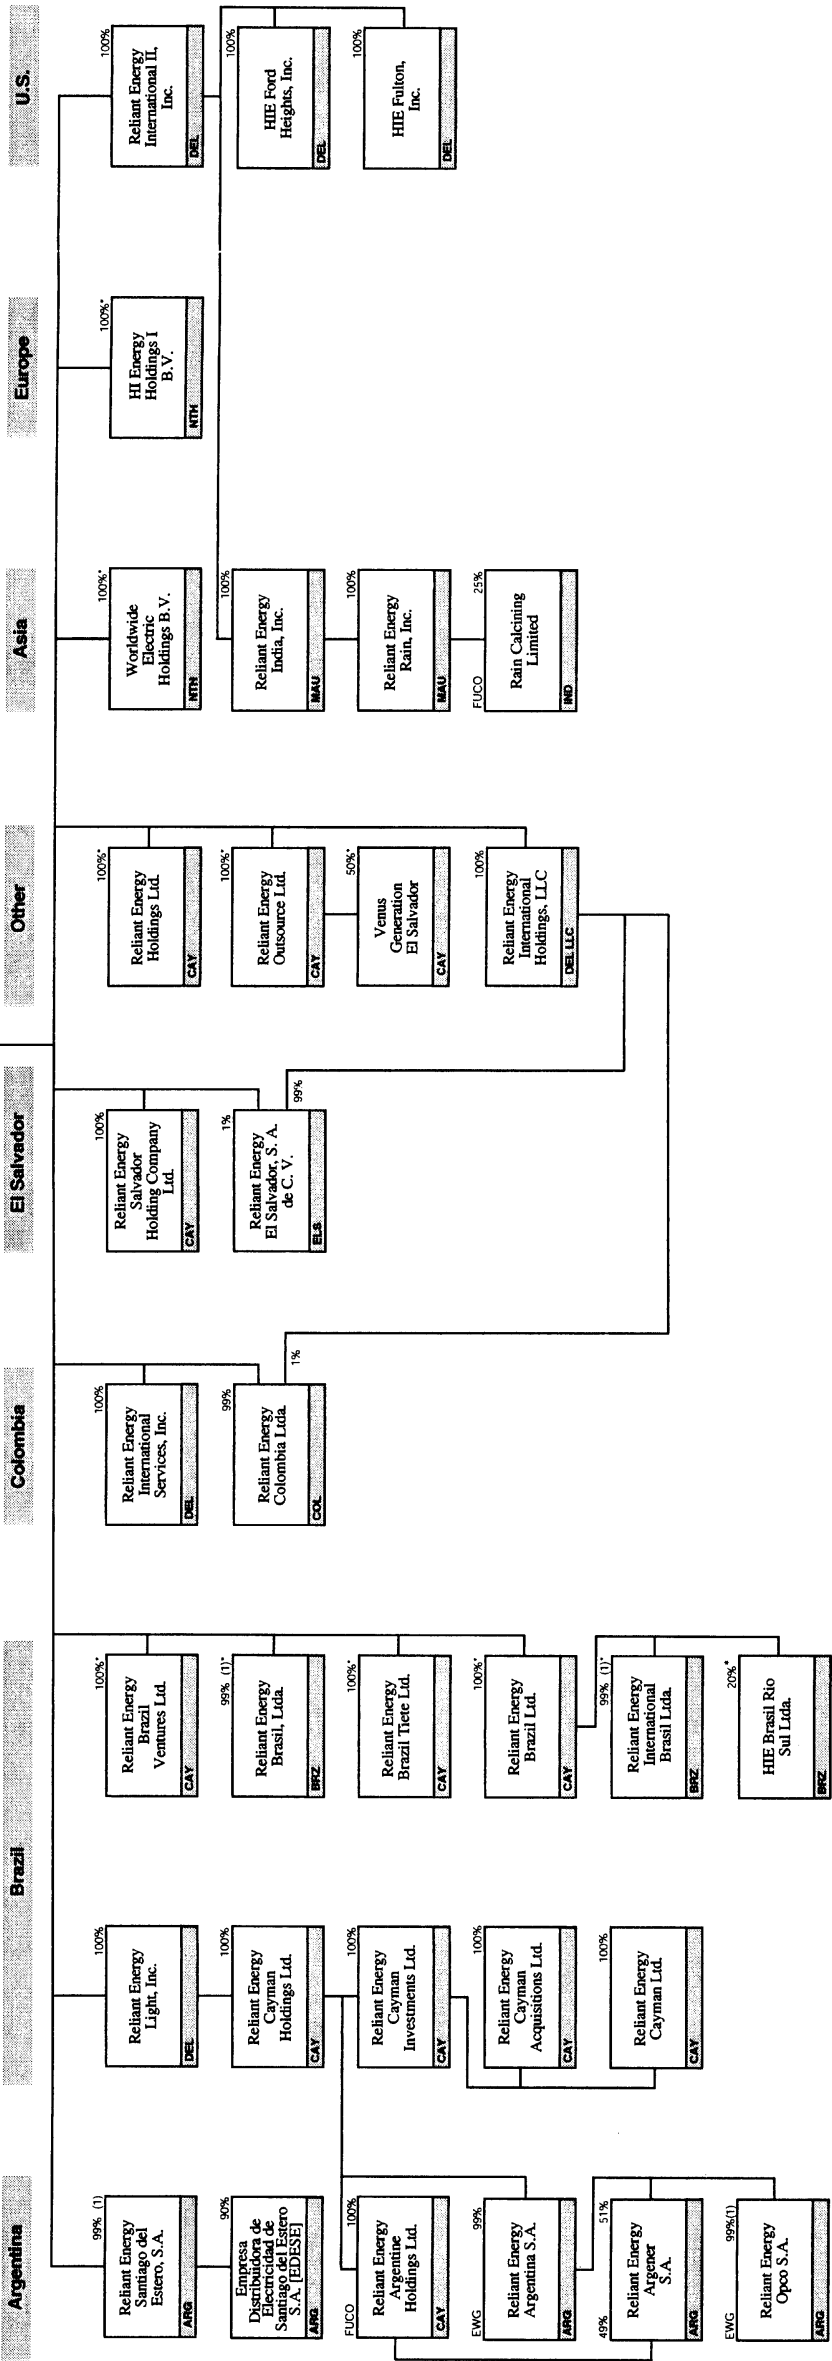 Argentina
Brazil
Colombia
El Salvador
Other
Asia
Europe
U.S.
99% (1)
Reliant Energy
Santiago del
Estero, S.A.
ARG
90%
Empresa
Distribuidora de
Electricidad de
Santiago del Estero
S.A. [EDESE]
ARG
FUCO
100%
Reliant Energy
Argentine
Holdings Ltd.
CAY
EWG
99%
Reliant Energy
Argentina S.A.
ARG
49%
51%
Reliant Energy
Argener
S.A.
ARG
EWG
99%(1)
Reliant Energy
Opco S.A.
ARG
100%
Reliant Energy
Light, Inc.
DEL
100%
Reliant Energy
Cayman
Holdings Ltd.
CAY
100%
Reliant Energy
Cayman
Investments Ltd.
CAY
100%
Reliant Energy
Cayman
Acquisitions Ltd.
CAY
100%
Reliant Energy
Cayman Ltd.
CAY
100%*
Reliant Energy
Brazil
Ventures Ltd.
CAY
99% (1)*
Reliant Energy
Brasil, Ltda.
BRZ
100%*
Reliant Energy
Brazil Tiete Ltd.
CAY
100%*
Reliant Energy
Brazil Ltd.
CAY
99% (1)*
Reliant Energy
International
Brasil Ltda.
BRZ
20%*
HIE Brasil Rio
Sul Ltda.
BRZ
100%
Reliant Energy
International
Services, Inc.
DEL
99%
Reliant Energy
Colombia Ltda.
COL
1%
100%
Reliant Energy
Salvador
Holding Company
Ltd.
CAY
1%
Reliant Energy
El Salvador, S. A.
de C. V.
ELS
99%
100%*
Reliant Energy
Holdings Ltd.
CAY
100%*
Reliant Energy
Outsource Ltd.
CAY
50%*
Venus
Generation
El Salvador
CAY
100%
Reliant Energy
International
Holdings, LLC
DEL LLC
100%*
Worldwide
Electric
Holdings B.V.
NTH
100%
Reliant Energy
India, Inc.
MAU
100%
Reliant Energy
Rain, Inc.
MAU
FUCO
25%
Rain Calcining
Limited
IND
100%*
HI Energy
Holdings I
B.V.
NTH
100%
Reliant Energy
International II,
Inc.
DEL
100%
HIE Ford
Heights, Inc.
DEL
100%
HIE Fulton,
Inc.
DEL